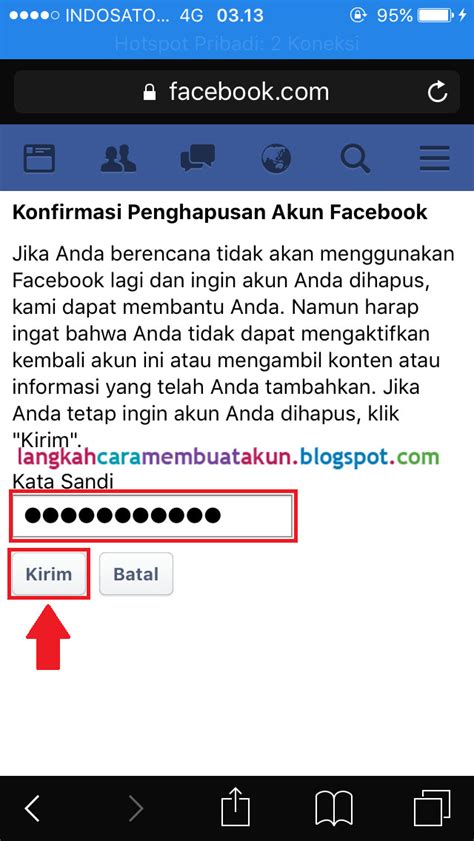 INDOSATO... 4G 03.13 95%
Hotspot Pribadi: 2 Koneksi
facebook.com
Konfirmasi Penghapusan Akun Facebook
Jika Anda berencana tidak akan menggunakan
Facebook lagi dan ingin akun Anda dihapus,
kami dapat membantu Anda. Namun harap
ingat bahwa Anda tidak dapat mengaktifkan
kembali akun ini atau mengambil konten atau
informasi yang telah Anda tambahkan. Jika
Anda tetap ingin akun Anda dihapus, klik
"Kirim".
langkahcaramembuatakun.blogspot.com
Kata Sandi
Kirim Batal